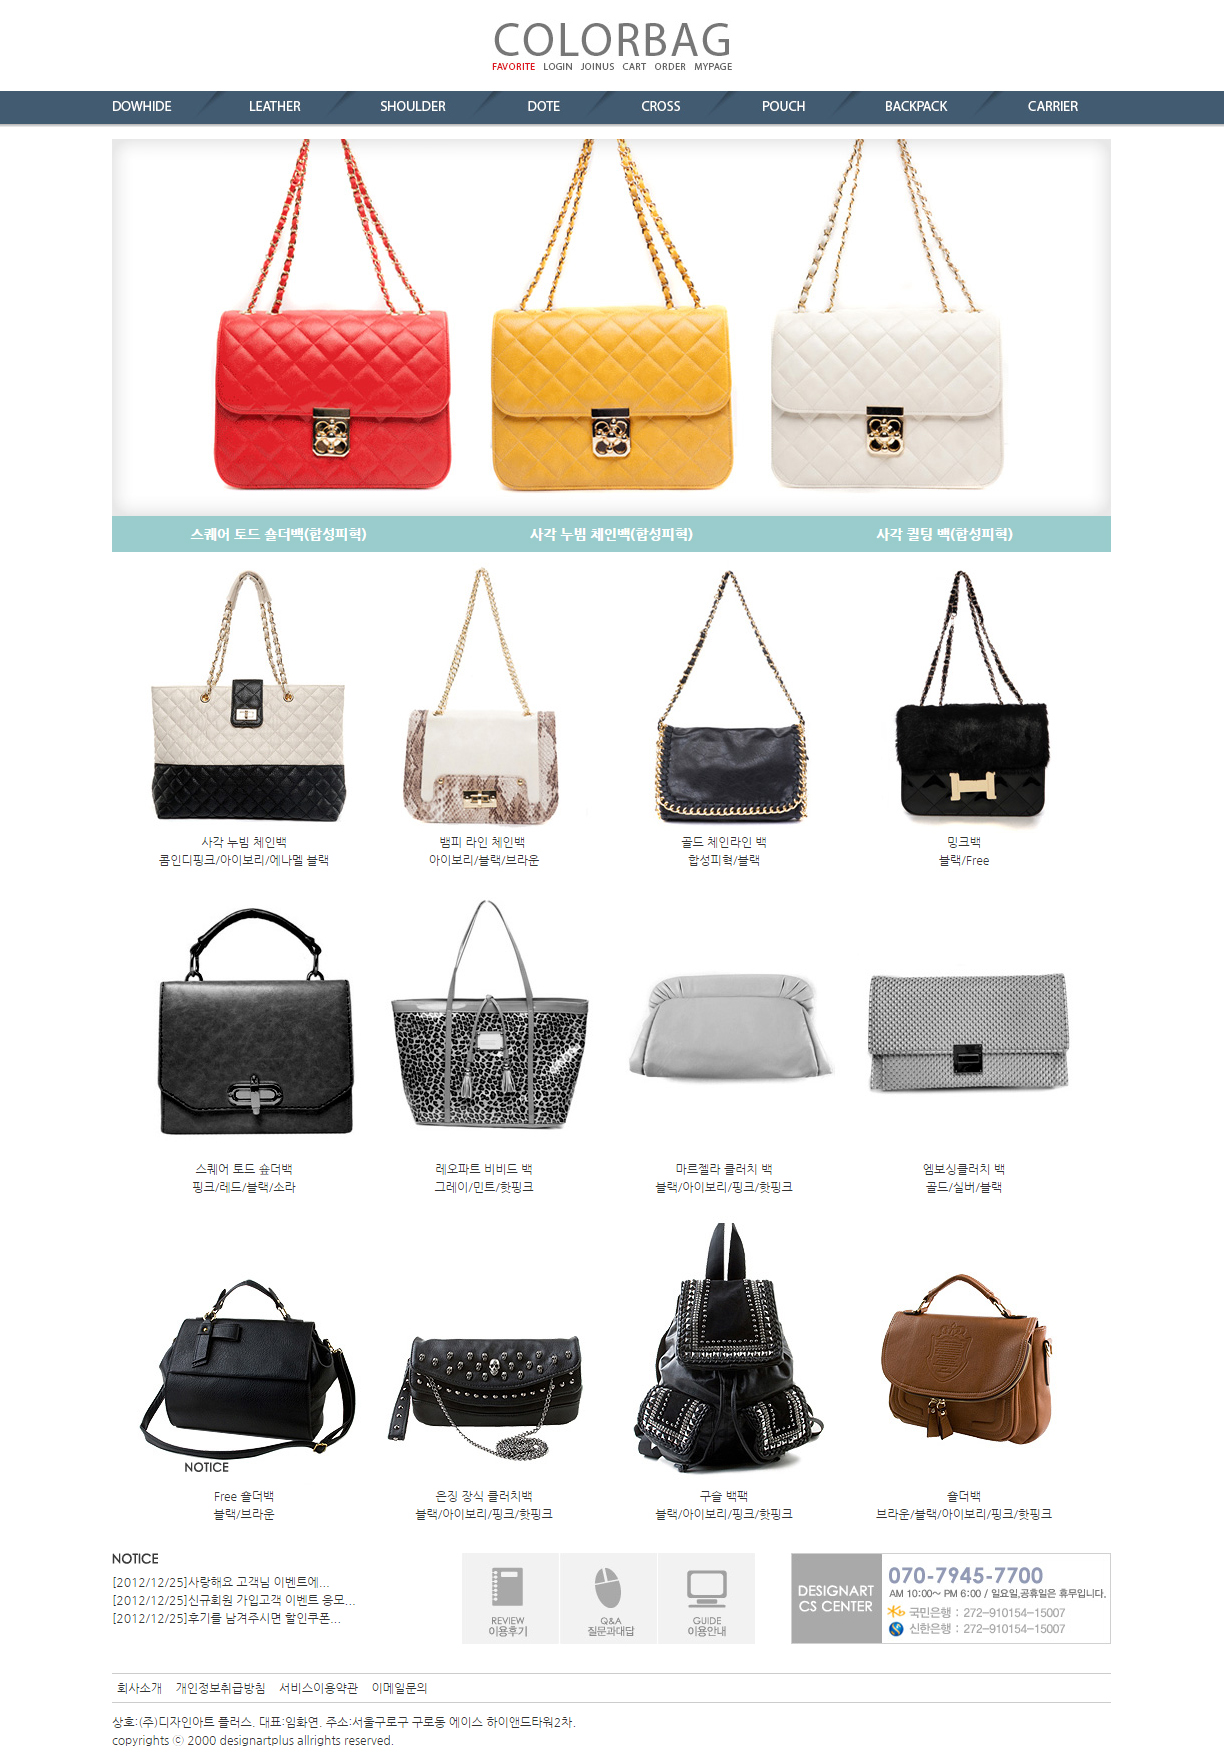 COLORBAG
FAVORITE LOGIN JOINUS CART ORDER MYPAGE
DOWHIDE LEATHER SHOULDER DOTE CROSS POUCH BACKPACK CARRIER
스퀘어 토드 숄더백(합성피혁) 사각 누빔 체인백(합성피혁) 사각 퀼팅 백(합성피혁)
사각 누빔 체인백 뱀피 라인 체인백 골드 체인라인 백 밍크백
콤인디핑크/아이보리/에나멜 블랙 아이보리/블랙/브라운 합성피혁/블랙 블랙/Free
스퀘어 토드 숖더백 레오파트 비비드 백 마르젤라 클러치 백 엠보싱클러치 백
핑크/레드/블랙/소라 그레이/민트/핫핑크 블랙/아이보리/핑크/핫핑크 골드/실버/블랙
NOTICE
Free 숄더백 은징 장식 클러치백 구슬 백팩 숄더백
블랙/브라운 블랙/아이보리/핑크/핫핑크 블랙/아이보리/핑크/핫핑크 브라운/블랙/아이보리/핑크/핫핑크
NOTICE
[2012/12/25]사랑해요 고객님 이벤트에...
[2012/12/25]신규회원 가입고객 이벤트 응모...
[2012/12/25]후기를 남겨주시면 할인쿠폰...
REVIEW
이용후기
Q&A
질문과대답
GUIDE
이용안내
DESIGNART
CS CENTER
070-7945-7700
AM 10:00~ PM 6:00 / 일요일,공휴일은 휴무입니다.
국민은행 : 272-910154-15007
신한은행 : 272-910154-15007
회사소개 개인정보취급방침 서비스이용약관 이메일문의
상호:(주)디자인아트 플러스. 대표:임화연. 주소:서울구로구 구로동 에이스 하이앤드타워2차.
copyrights ⓒ 2000 designartplus allrights reserved.